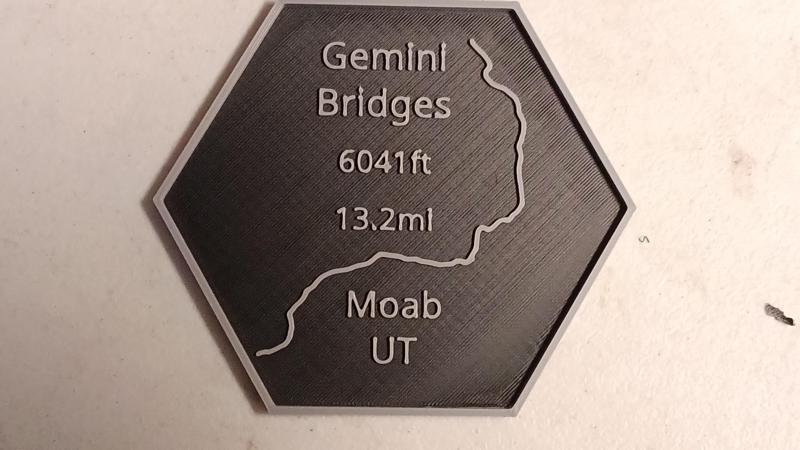 Gemini
Bridges
6041ft
13.2mi
Moab
UT